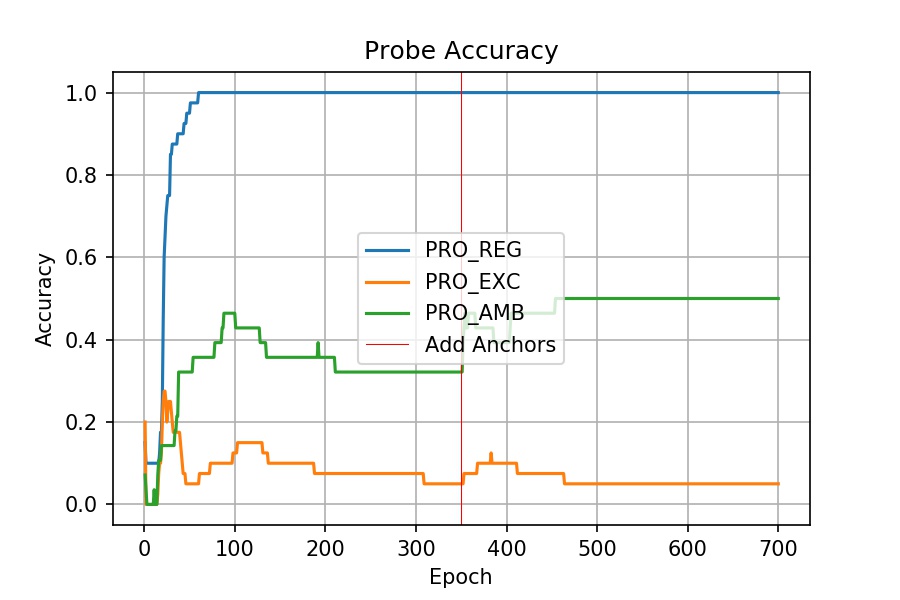 Probe Accuracy
Accuracy
1.0
0.8
0.6
0.4
0.2
0.0
PRO_REG
PRO_EXC
PRO_AMB
Add Anchors
0 100 200 300 400 500 600 700
Epoch